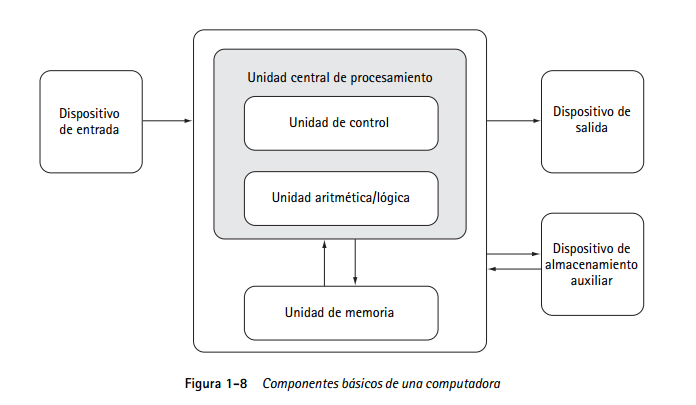 Unidad central de procesamiento
Dispositivo
de entrada
Unidad de control
Dispositivo de
salida
Unidad aritmética/lógica
Dispositivo de
almacenamiento
auxiliar
Unidad de memoria
Figura 1-8 Componentes básicos de una computadora